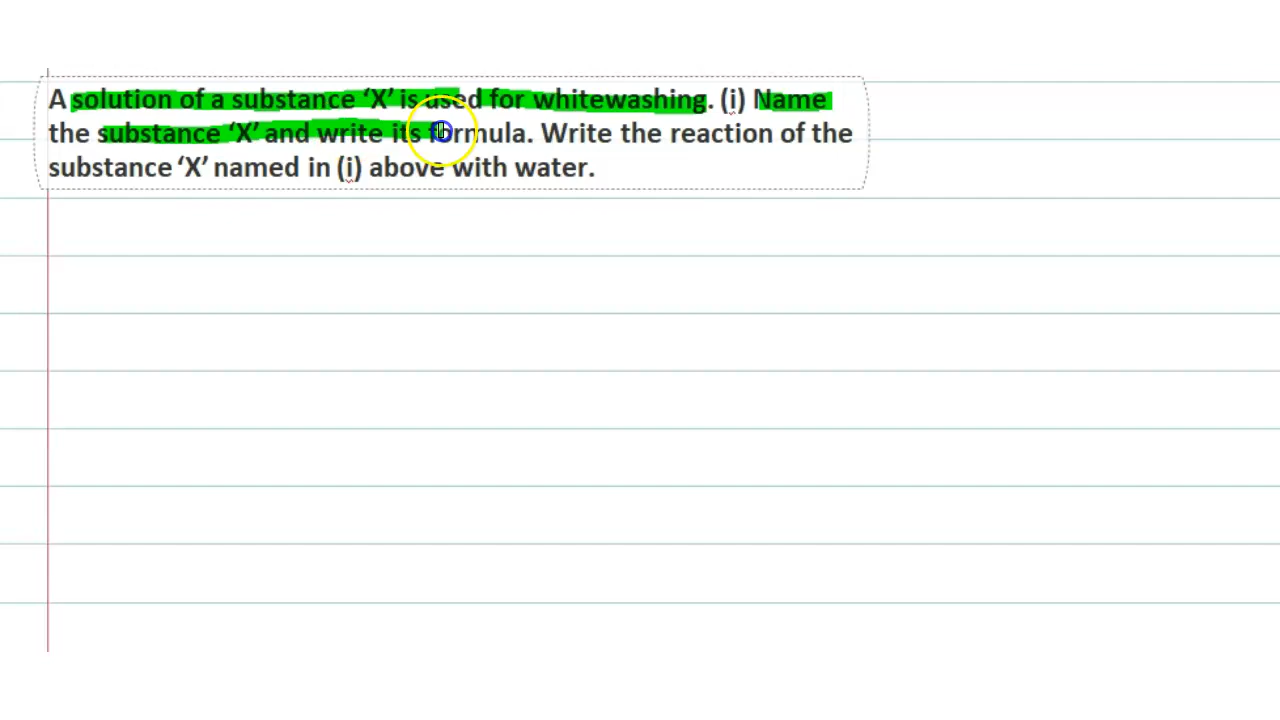 A solution of a substance ‘X’ is used for whitewashing. (i) Name
the substance ‘X’ and write its formula. Write the reaction of the
substance ‘X’ named in (i) above with water.